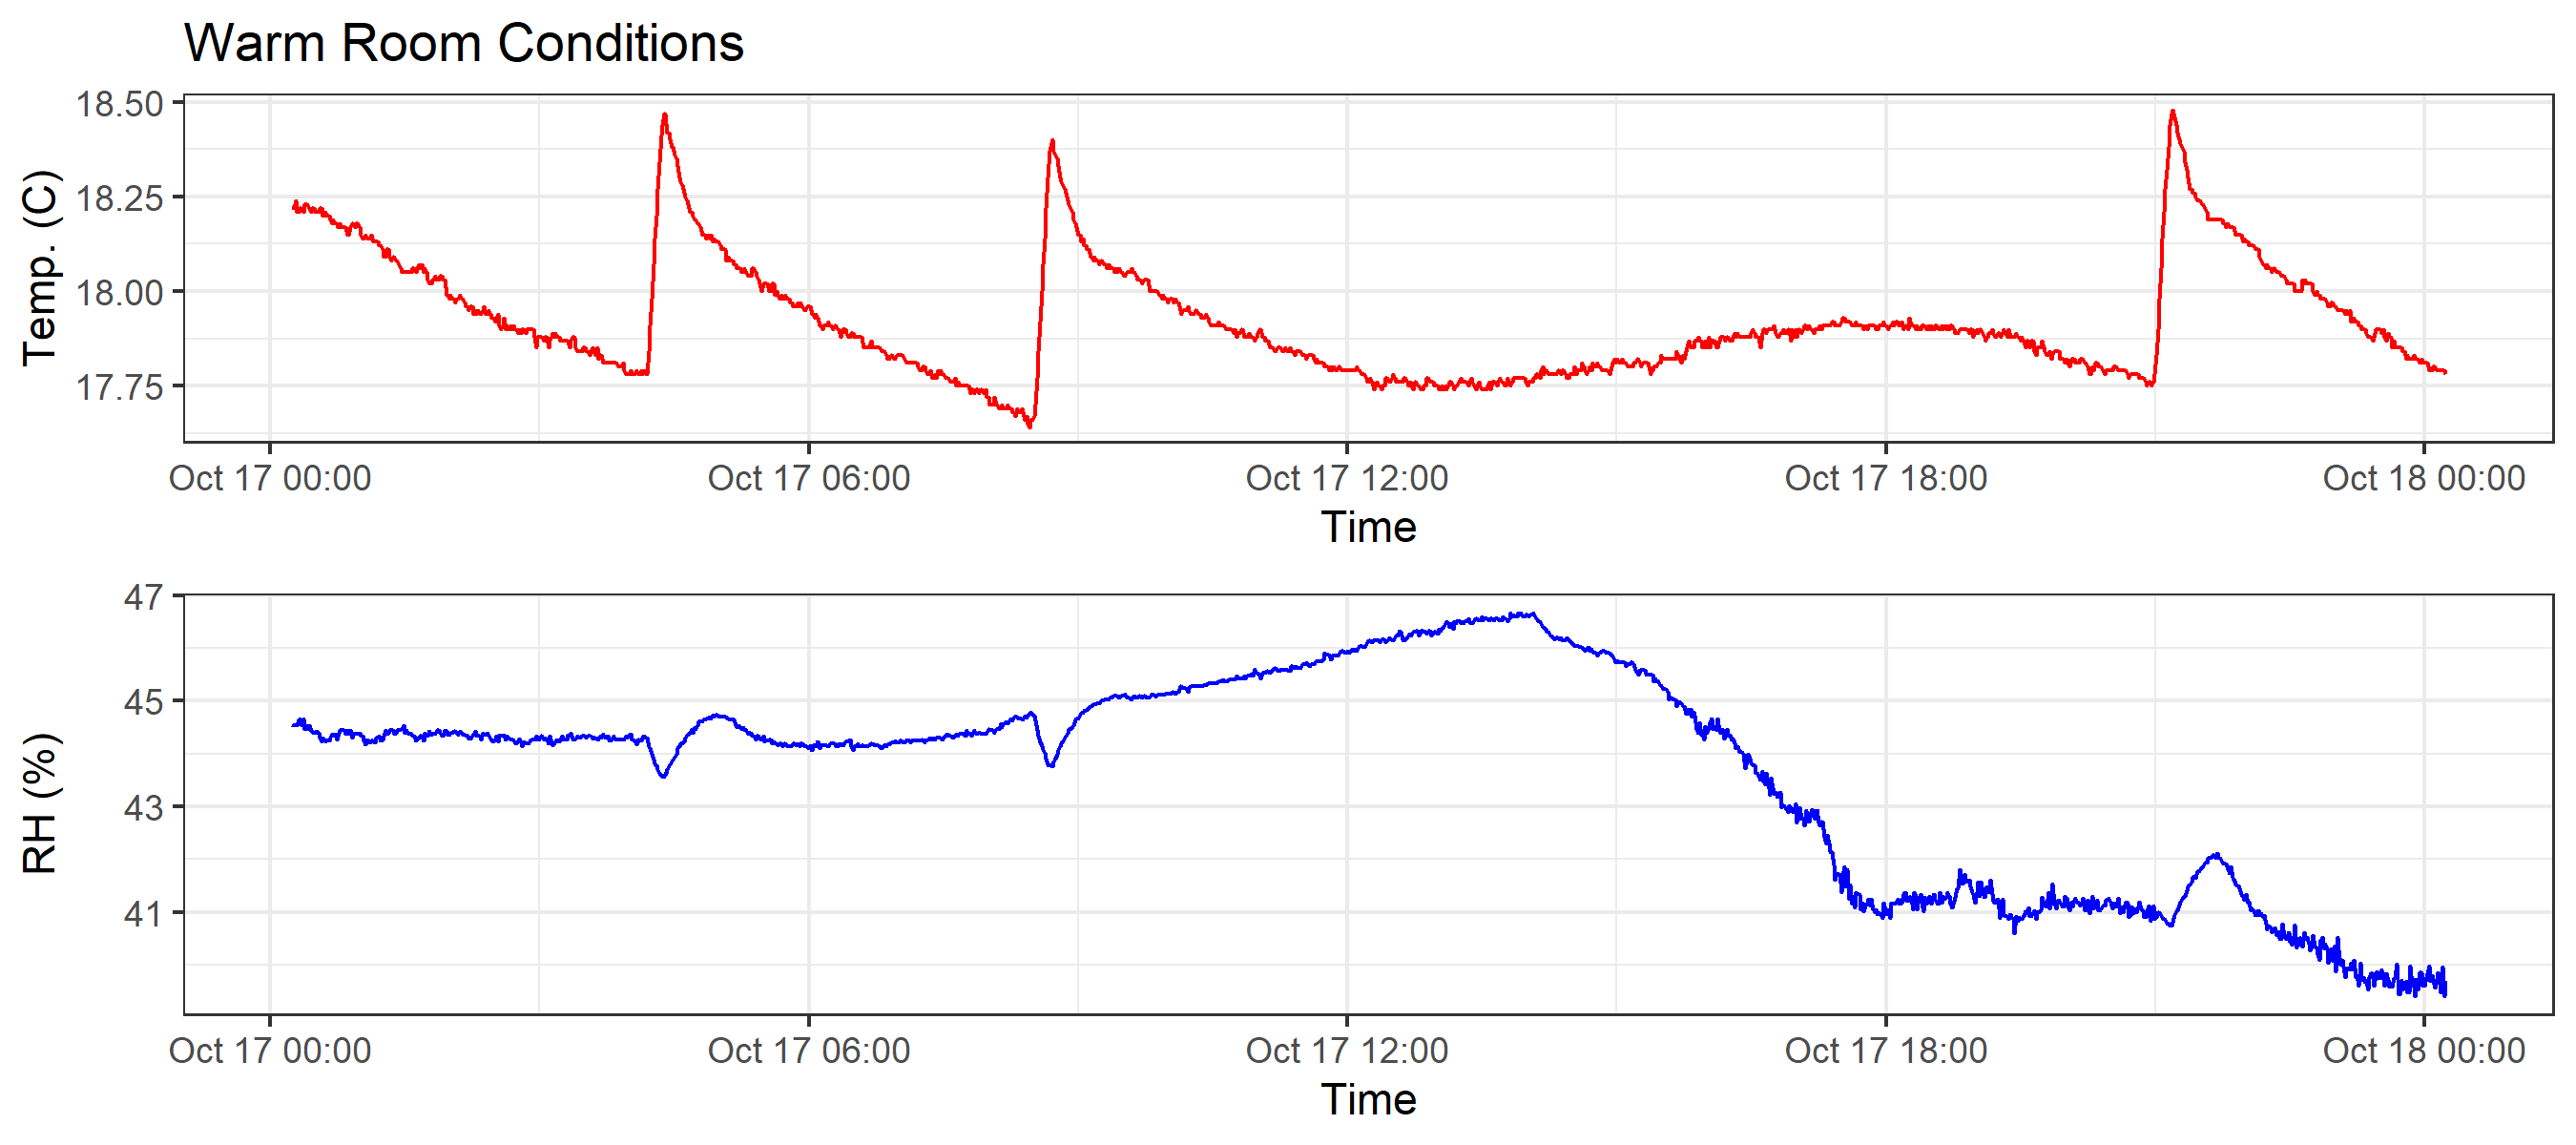 Warm Room Conditions
Temp. (C)
18.50
18.25
18.00
17.75
Oct 17 00:00 Oct 17 06:00 Oct 17 12:00 Oct 17 18:00 Oct 18 00:00
Time
RH (%)
47
45
43
41
Oct 17 00:00 Oct 17 06:00 Oct 17 12:00 Oct 17 18:00 Oct 18 00:00
Time